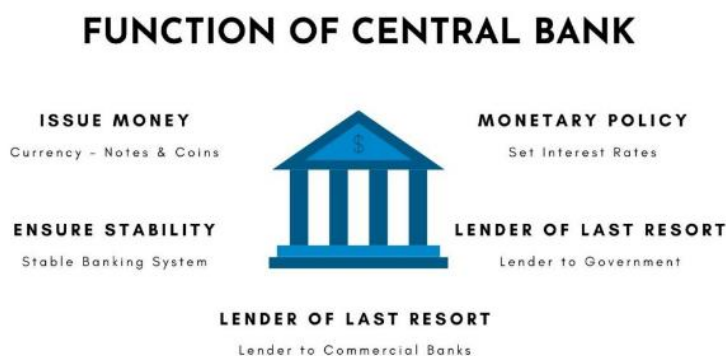 FUNCTION OF CENTRAL BANK
ISSUE MONEY
Currency - Notes & Coins
MONETARY POLICY
Set Interest Rates
$
ENSURE STABILITY
Stable Banking System
LENDER OF LAST RESORT
Lender to Government
LENDER OF LAST RESORT
Lender to Commercial Banks